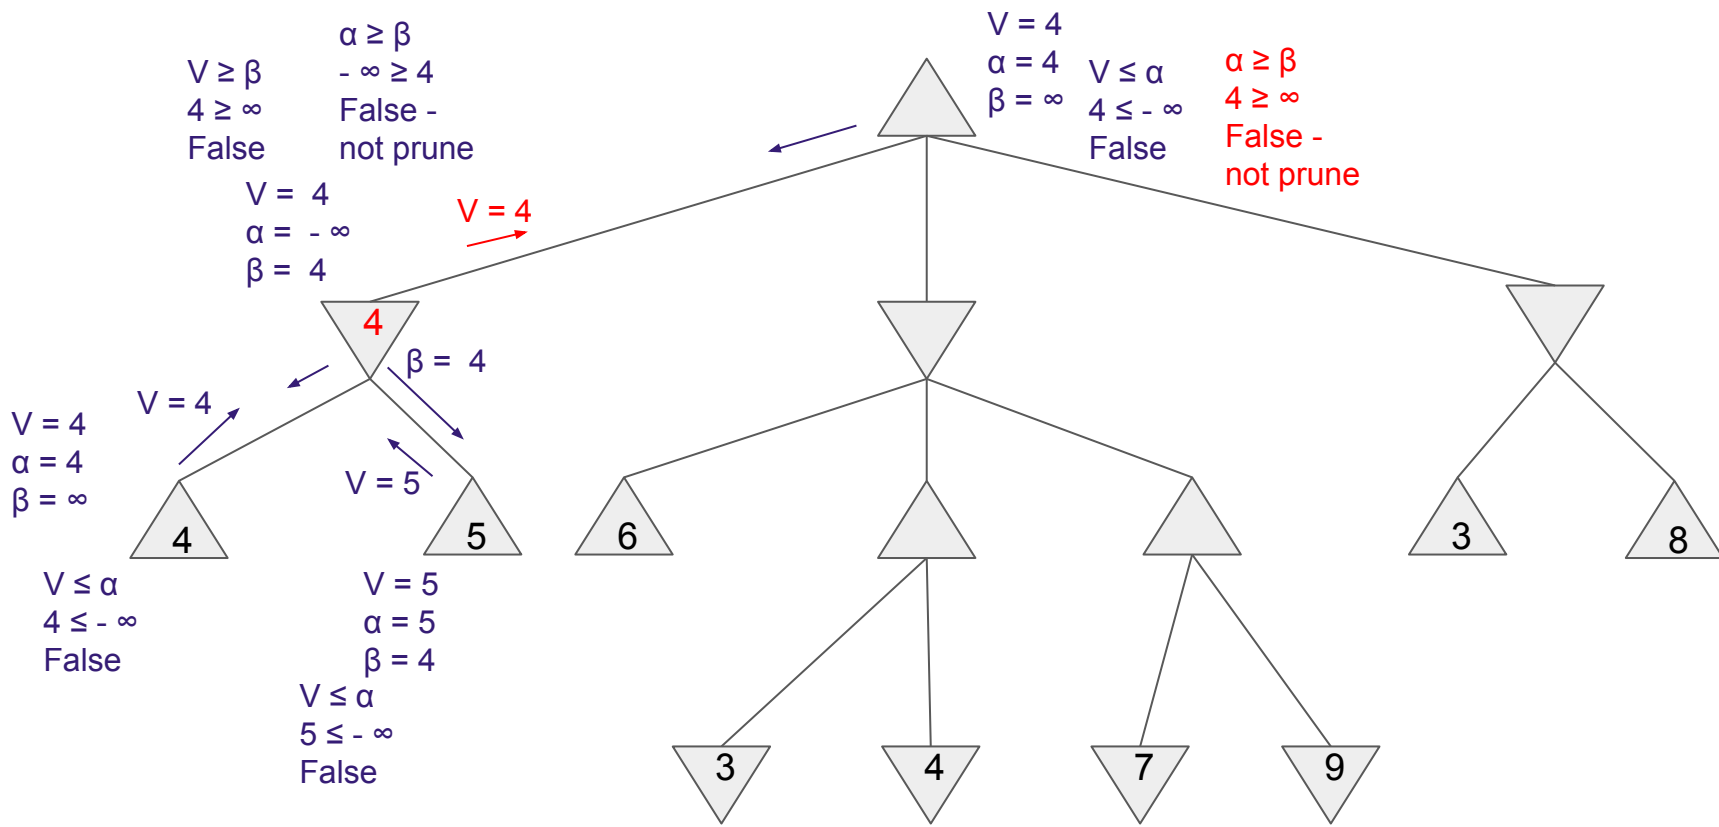 V = 4
α = 4
β = ∞
V ≤ α
4 ≤ - ∞
False
α ≥ β
4 ≥ ∞
False -
not prune
α ≥ β
- ∞ ≥ 4
False -
not prune
V ≥ β
4 ≥ ∞
False
V = 4
α = - ∞
β = 4
V = 4
4
β = 4
V = 4
V = 4
α = 4
β = ∞
V = 5
4
5
6
3
8
V ≤ α
4 ≤ - ∞
False
V = 5
α = 5
β = 4
V ≤ α
5 ≤ - ∞
False
3
4
7
9